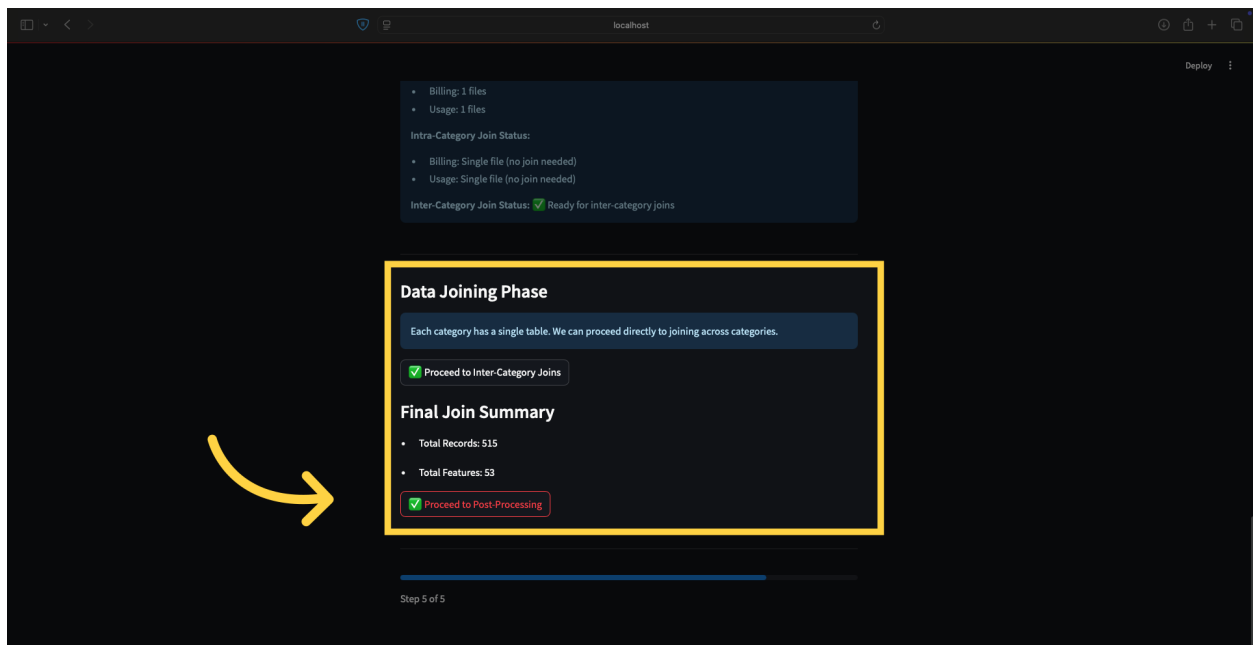 localhost
Deploy
• Billing: 1 files
• Usage: 1 files
Intra-Category Join Status:
• Billing: Single file (no join needed)
• Usage: Single file (no join needed)
Inter-Category Join Status: ✅ Ready for inter-category joins
Data Joining Phase
Each category has a single table. We can proceed directly to joining across categories.
✅ Proceed to Inter-Category Joins
Final Join Summary
• Total Records: 515
• Total Features: 53
✅ Proceed to Post-Processing
Step 5 of 5